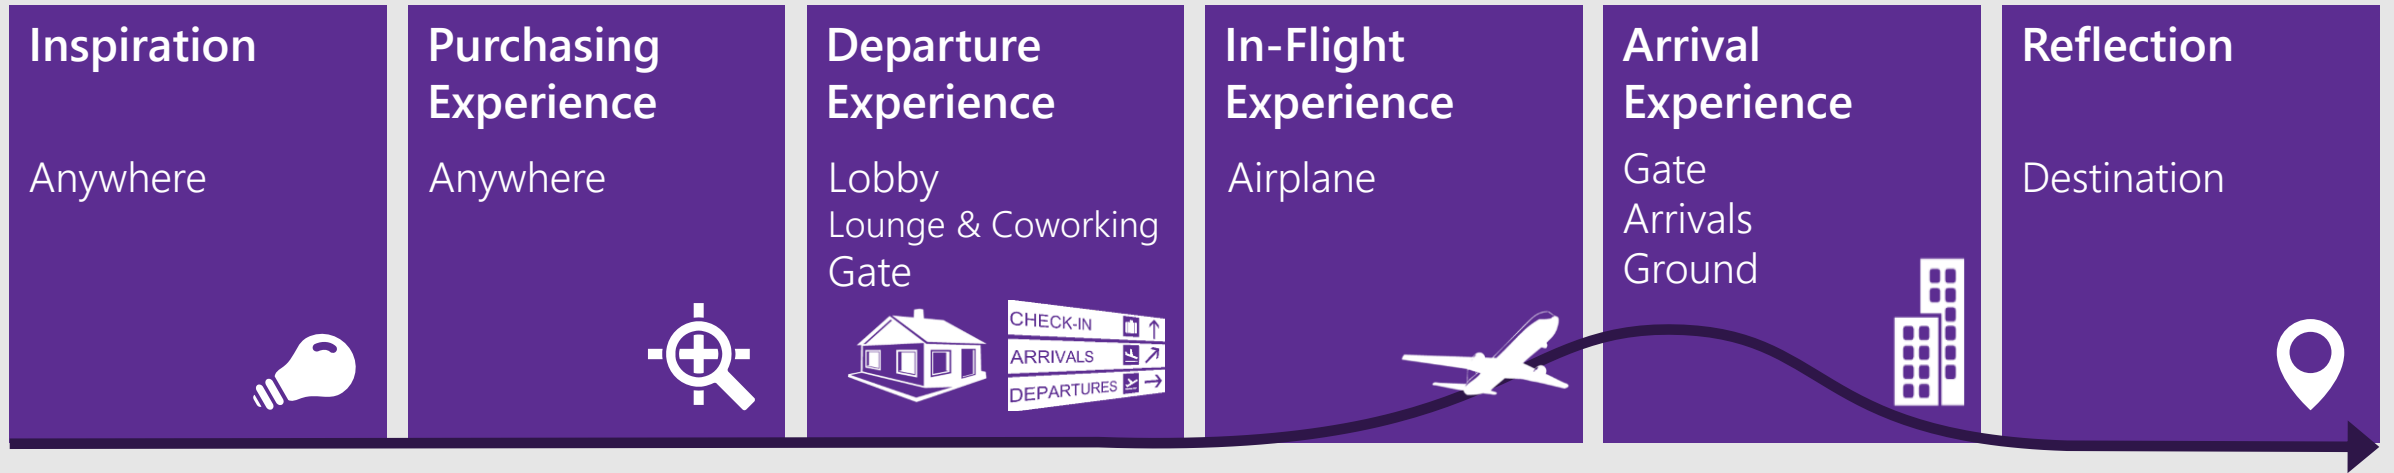 Inspiration
Anywhere
Purchasing
Experience
Anywhere
Departure
Experience
Lobby
Lounge & Coworking
Gate
CHECK-IN
ARRIVALS
DEPARTURES
In-Flight
Experience
Airplane
Arrival
Experience
Gate
Arrivals
Ground
Reflection
Destination